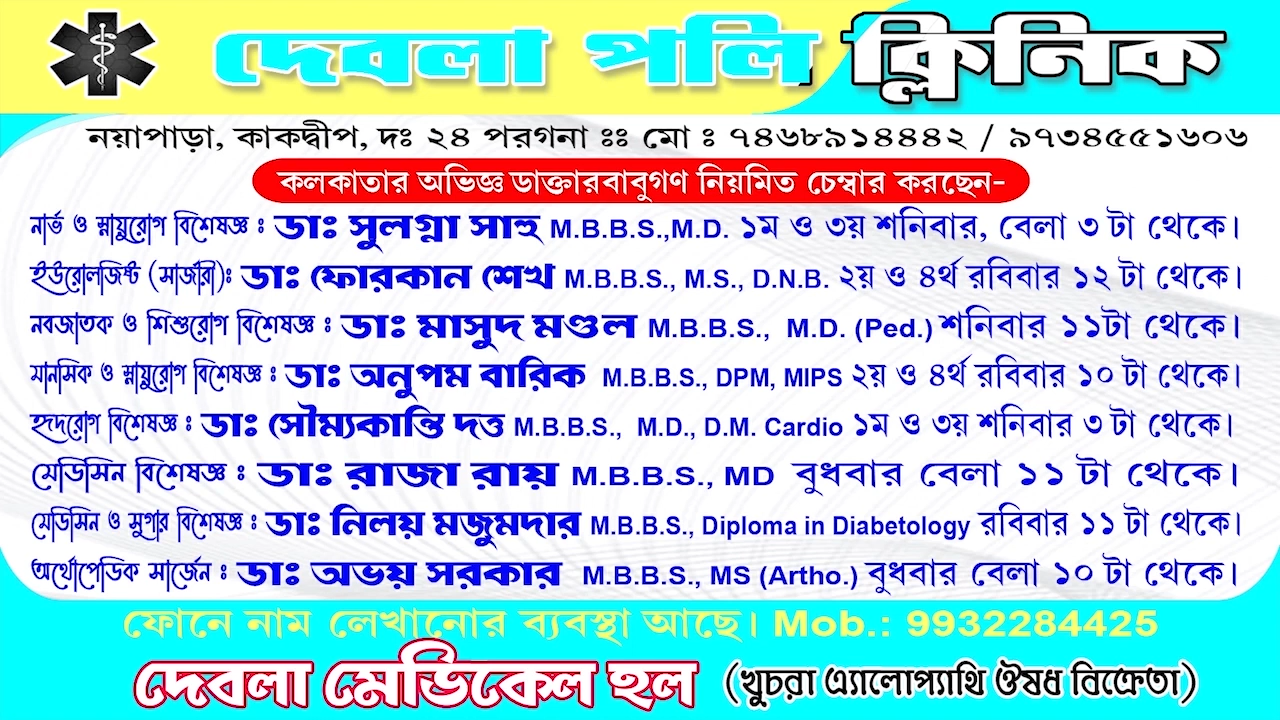 দেবলা পলি ক্লিনিক
নয়াপাড়া, কাকদ্বীপ, দঃ ২৪ পরগনা ঃঃ মো ঃ ৭৪৬৮৯১৪৪৪২ / ৯৭৩৪৫৫১৬০৬
কলকাতার অভিজ্ঞ ডাক্তারবাবুগণ নিয়মিত চেম্বার করছেন-
নার্ভ ও স্নায়ুরোগ বিশেষজ্ঞ ঃ ডাঃ সুলগ্না সাহু M.B.B.S.,M.D. ১ম ও ৩য় শনিবার, বেলা ৩ টা থেকে।
ইউরোলজিষ্ট (সার্জারী)ঃ ডাঃ ফোরকান শেখ M.B.B.S., M.S., D.N.B. ২য় ও ৪র্থ রবিবার ১২ টা থেকে।
নবজাতক ও শিশুরোগ বিশেষজ্ঞ ঃ ডাঃ মাসুদ মণ্ডল M.B.B.S., M.D. (Ped.) শনিবার ১১টা থেকে।
মানসিক ও স্নায়ুরোগ বিশেষজ্ঞ ঃ ডাঃ অনুপম বারিক M.B.B.S., DPM, MIPS ২য় ও ৪র্থ রবিবার ১০ টা থেকে।
হৃদরোগ বিশেষজ্ঞ ঃ ডাঃ সৌম্যকান্তি দত্ত M.B.B.S., M.D., D.M. Cardio ১ম ও ৩য় শনিবার ৩ টা থেকে।
মেডিসিন বিশেষজ্ঞ ঃ ডাঃ রাজা রায় M.B.B.S., MD বুধবার বেলা ১১ টা থেকে।
মেডিসিন ও সুগার বিশেষজ্ঞ ঃ ডাঃ নিলয় মজুমদার M.B.B.S., Diploma in Diabetology রবিবার ১১ টা থেকে।
অর্থোপেডিক সার্জেন ঃ ডাঃ অভয় সরকার M.B.B.S., MS (Artho.) বুধবার বেলা ১০ টা থেকে।
ফোনে নাম লেখানোর ব্যবস্থা আছে। Mob.: 9932284425
দেবলা মেডিকেল হল (খুচরা এ্যালোপ্যাথি ঔষধ বিক্রেতা)